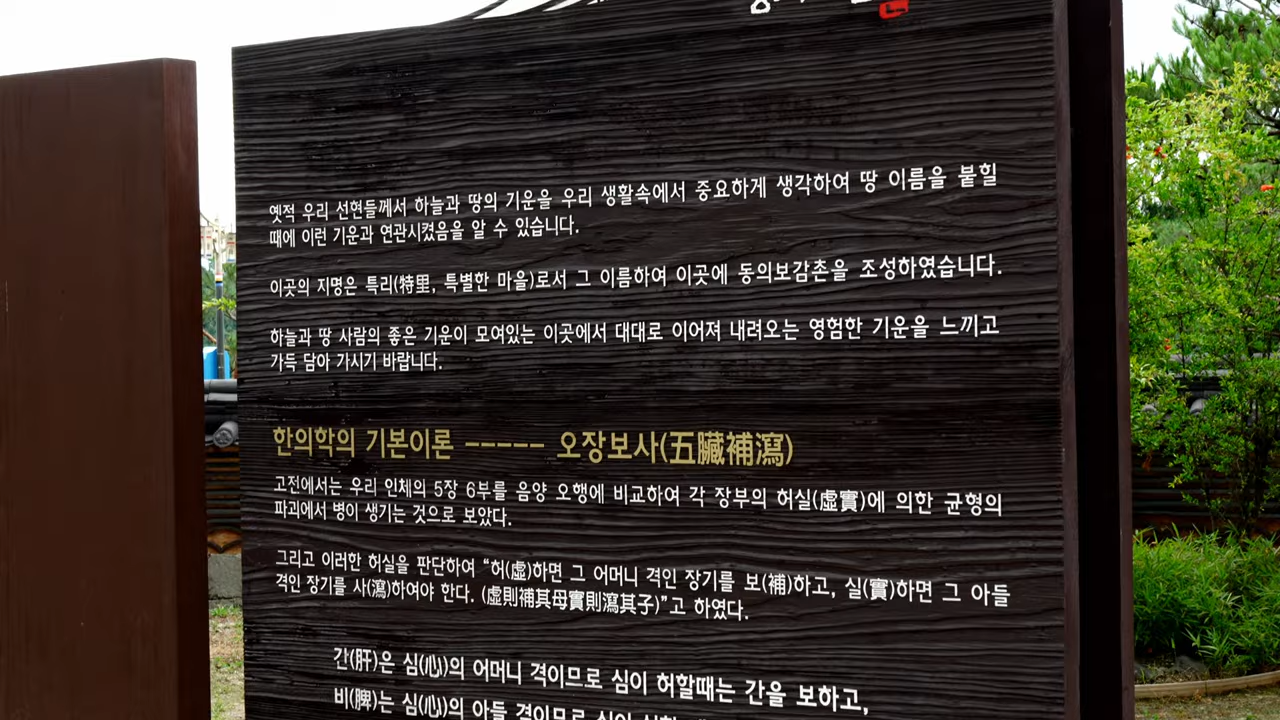 옛적 우리 선현들께서 하늘과 땅의 기운을 우리 생활속에서 중요하게 생각하여 땅 이름을 붙힐
때에 이런 기운과 연관시켰음을 알 수 있습니다.
이곳의 지명은 특리(特里, 특별한 마을)로서 그 이름하여 이곳에 동의보감촌을 조성하였습니다.
하늘과 땅 사람의 좋은 기운이 모여있는 이곳에서 대대로 이어져 내려오는 영험한 기운을 느끼고
가득 담아 가시기 바랍니다.
한의학의 기본이론 ----- 오장보사(五臟補瀉)
고전에서는 우리 인체의 5장 6부를 음양 오행에 비교하여 각 장부의 허실(虛實)에 의한 균형의
파괴에서 병이 생기는 것으로 보았다.
그리고 이러한 허실을 판단하여 “허(虛)하면 그 어머니 격인 장기를 보(補)하고, 실(實)하면 그 아들
격인 장기를 사(瀉)하여야 한다. (虛則補其母實則瀉其子)”고 하였다.
간(肝)은 심(心)의 어머니 격이므로 심이 허할때는 간을 보하고,
비(脾)는 심(心)의 아들 격이므로 심이